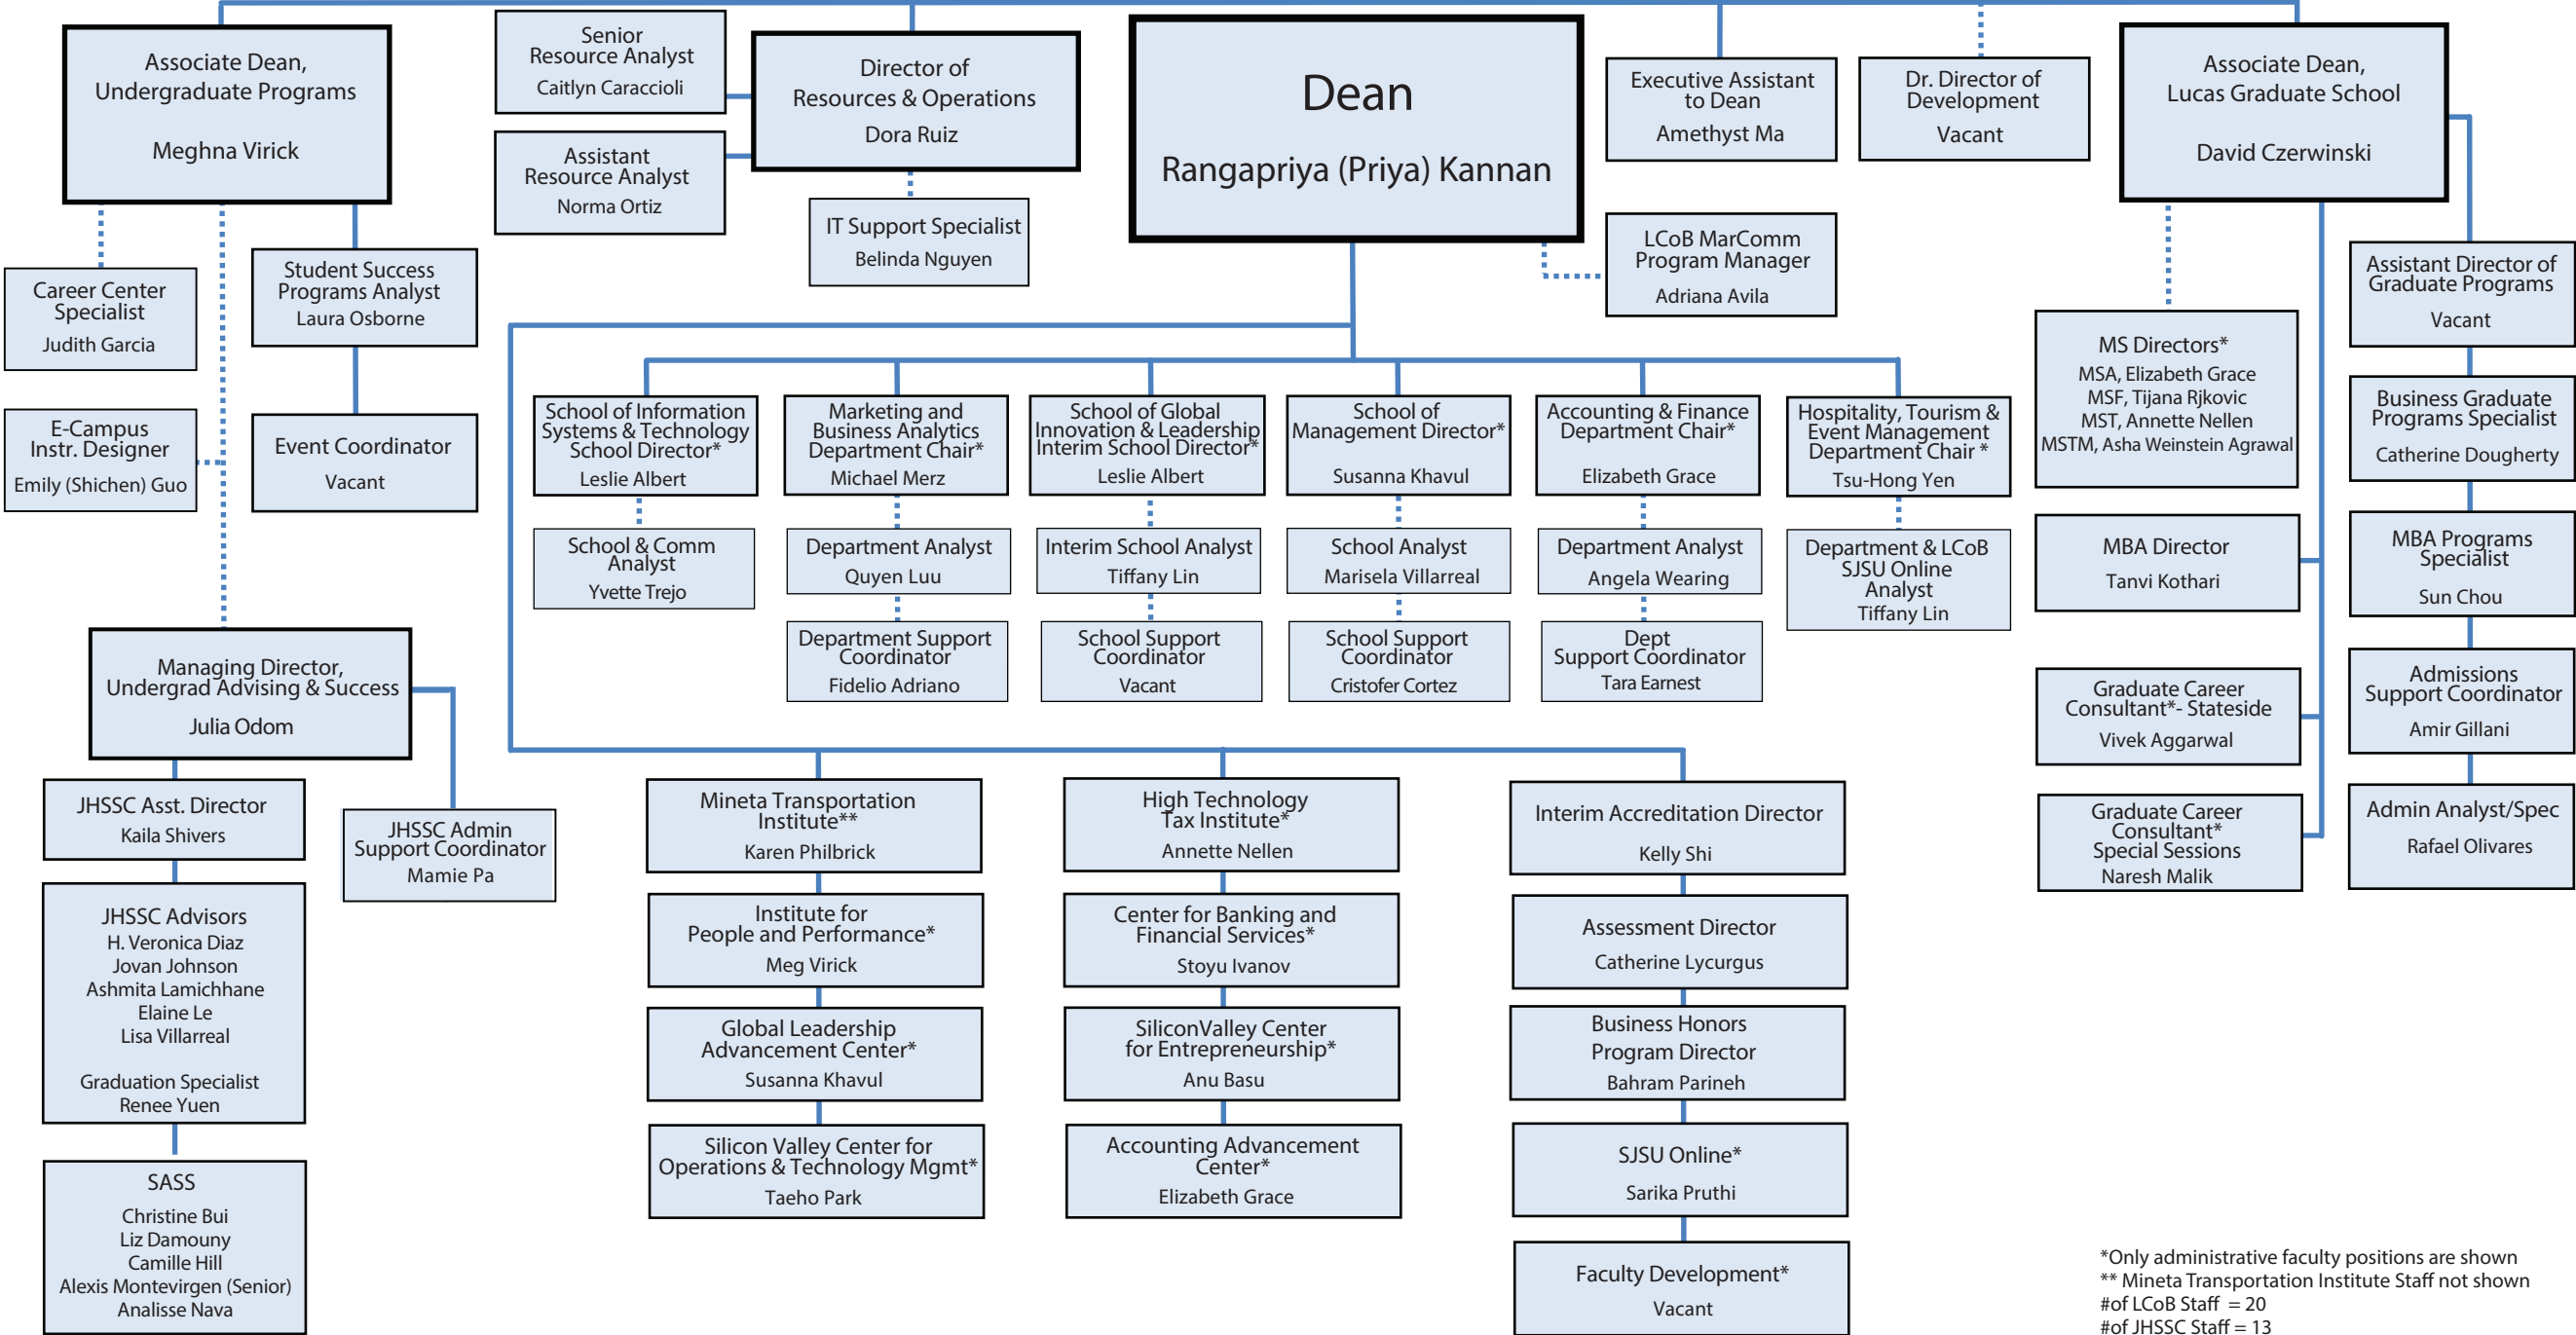 Associate Dean,
Undergraduate Programs
Meghna Virick
Senior
Resource Analyst
Caitlyn Caraccioli
Assistant
Resource Analyst
Norma Ortiz
Director of
Resources & Operations
Dora Ruiz
IT Support Specialist
Belinda Nguyen
Dean
Rangapriya (Priya) Kannan
Executive Assistant
to Dean
Amethyst Ma
Dr. Director of
Development
Vacant
LCoB MarComm
Program Manager
Adriana Avila
Associate Dean,
Lucas Graduate School
David Czerwinski
Career Center
Specialist
Judith Garcia
Student Success
Programs Analyst
Laura Osborne
E-Campus
Instr. Designer
Emily (Shichen) Guo
Event Coordinator
Vacant
School of Information
Systems & Technology
School Director*
Leslie Albert
Marketing and
Business Analytics
Department Chair*
Michael Merz
School of Global
Innovation & Leadership
Interim School Director*
Leslie Albert
School of
Management Director*
Susanna Khavul
Accounting & Finance
Department Chair*
Elizabeth Grace
Hospitality, Tourism &
Event Management
Department Chair *
Tsu-Hong Yen
School & Comm
Analyst
Yvette Trejo
Department Analyst
Quyen Luu
Interim School Analyst
Tiffany Lin
School Analyst
Marisela Villarreal
Department Analyst
Angela Wearing
Department & LCoB
SJSU Online
Analyst
Tiffany Lin
Department Support
Coordinator
Fidelio Adriano
School Support
Coordinator
Vacant
School Support
Coordinator
Cristofer Cortez
Dept
Support Coordinator
Tara Earnest
MS Directors*
MSA, Elizabeth Grace
MSF, Tijana Rjkovic
MST, Annette Nellen
MSTM, Asha Weinstein Agrawal
MBA Director
Tanvi Kothari
Graduate Career
Consultant*- Stateside
Vivek Aggarwal
Graduate Career
Consultant*
Special Sessions
Naresh Malik
Assistant Director of
Graduate Programs
Vacant
Business Graduate
Programs Specialist
Catherine Dougherty
MBA Programs
Specialist
Sun Chou
Admissions
Support Coordinator
Amir Gillani
Admin Analyst/Spec
Rafael Olivares
Managing Director,
Undergrad Advising & Success
Julia Odom
JHSSC Asst. Director
Kaila Shivers
JHSSC Admin
Support Coordinator
Mamie Pa
JHSSC Advisors
H. Veronica Diaz
Jovan Johnson
Ashmita Lamichhane
Elaine Le
Lisa Villarreal
Graduation Specialist
Renee Yuen
SASS
Christine Bui
Liz Damouny
Camille Hill
Alexis Montevirgen (Senior)
Analisse Nava
Mineta Transportation
Institute**
Karen Philbrick
Institute for
People and Performance*
Meg Virick
Global Leadership
Advancement Center*
Susanna Khavul
Silicon Valley Center for
Operations & Technology Mgmt*
Taeho Park
High Technology
Tax Institute*
Annette Nellen
Center for Banking and
Financial Services*
Stoyu Ivanov
SiliconValley Center
for Entrepreneurship*
Anu Basu
Accounting Advancement
Center*
Elizabeth Grace
Interim Accreditation Director
Kelly Shi
Assessment Director
Catherine Lycurgus
Business Honors
Program Director
Bahram Parineh
SJSU Online*
Sarika Pruthi
Faculty Development*
Vacant
*Only administrative faculty positions are shown
** Mineta Transportation Institute Staff not shown
#of LCoB Staff = 20
#of JHSSC Staff = 13